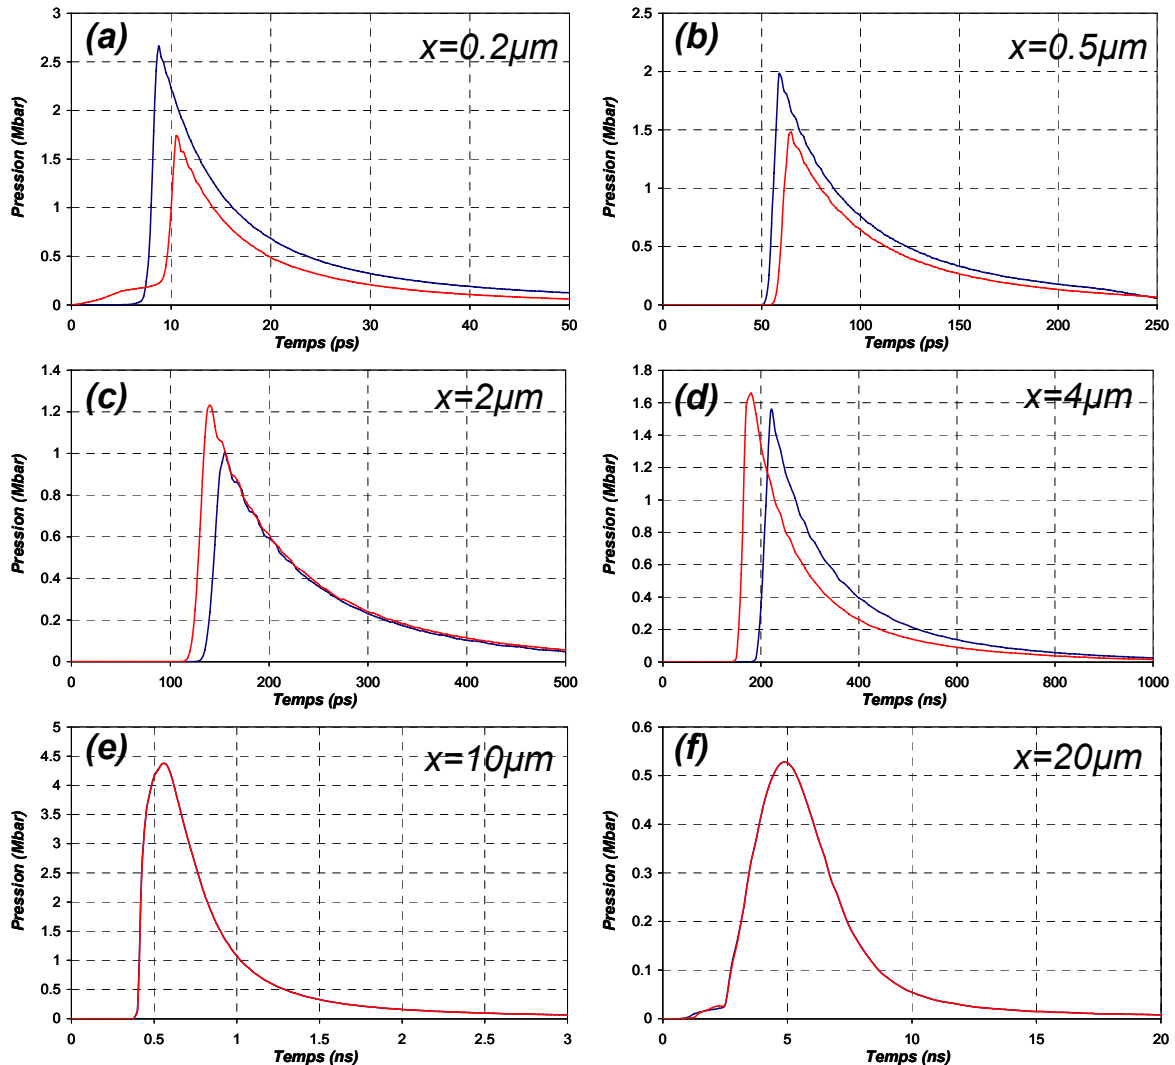 (a)
x=0.2µm
Pression (Mbar)
3
2.5
2
1.5
1
0.5
0
0 10 20 30 40 50
Temps (ps)
(b)
x=0.5µm
Pression (Mbar)
2.5
2
1.5
1
0.5
0
0 50 100 150 200 250
Temps (ps)
(c)
x=2µm
Pression (Mbar)
1.4
1.2
1
0.8
0.6
0.4
0.2
0
0 100 200 300 400 500
Temps (ps)
(d)
x=4µm
Pression (Mbar)
1.8
1.6
1.4
1.2
1
0.8
0.6
0.4
0.2
0
0 200 400 600 800 1000
Temps (ns)
(e)
x=10µm
Pression (Mbar)
5
4.5
4
3.5
3
2.5
2
1.5
1
0.5
0
0 0.5 1 1.5 2 2.5 3
Temps (ns)
(f)
x=20µm
Pression (Mbar)
0.6
0.5
0.4
0.3
0.2
0.1
0
0 5 10 15 20
Temps (ns)